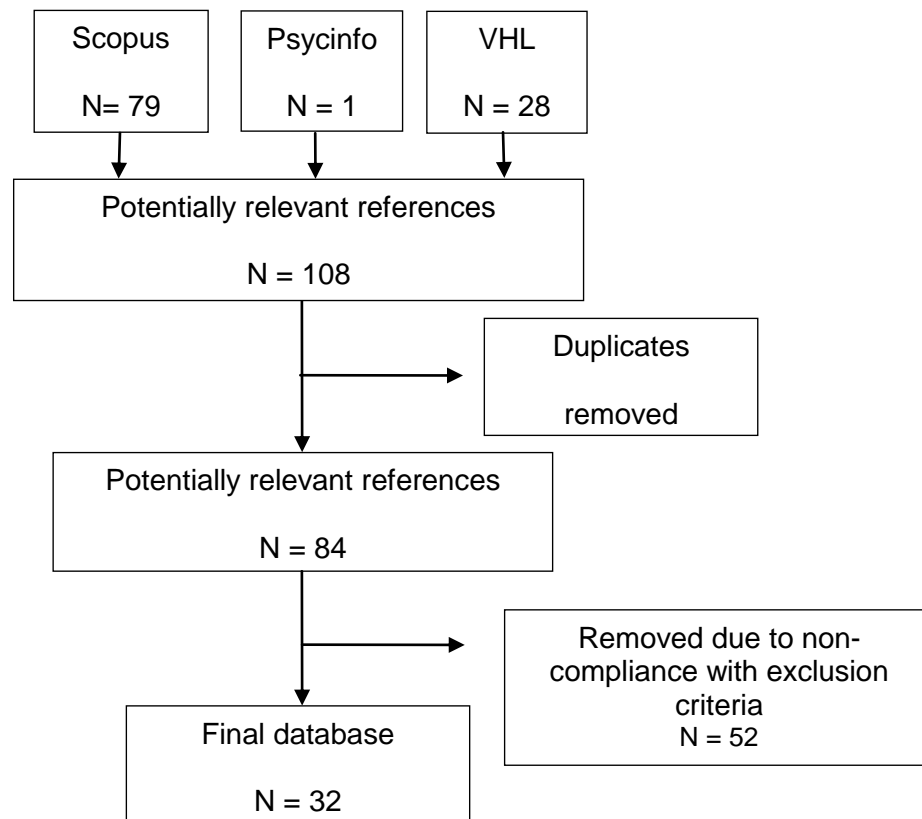 Scopus
N= 79
Psycinfo
N = 1
VHL
N = 28
Potentially relevant references
N = 108
Duplicates
removed
Potentially relevant references
N = 84
Removed due to non-
compliance with exclusion
criteria
N = 52
Final database
N = 32